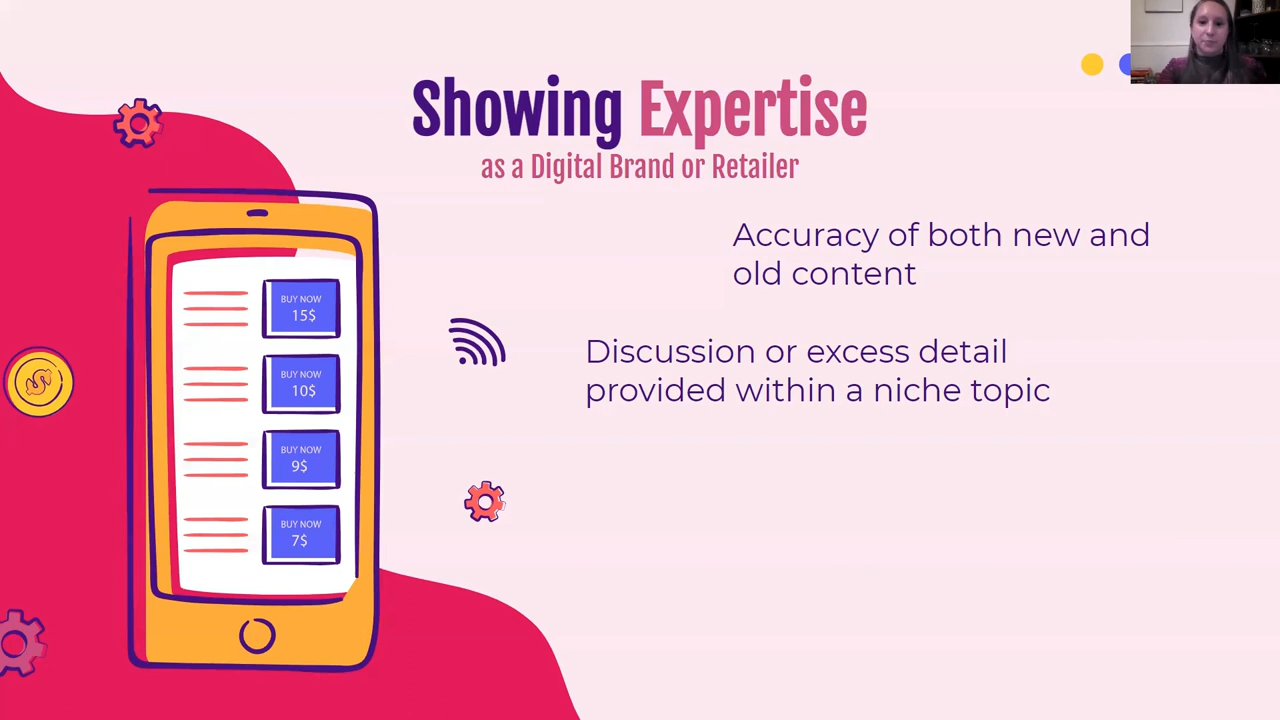 Showing Expertise
as a Digital Brand or Retailer
Accuracy of both new and
old content
Discussion or excess detail
provided within a niche topic
BUY NOW
15$
BUY NOW
10$
BUY NOW
9$
BUY NOW
7$